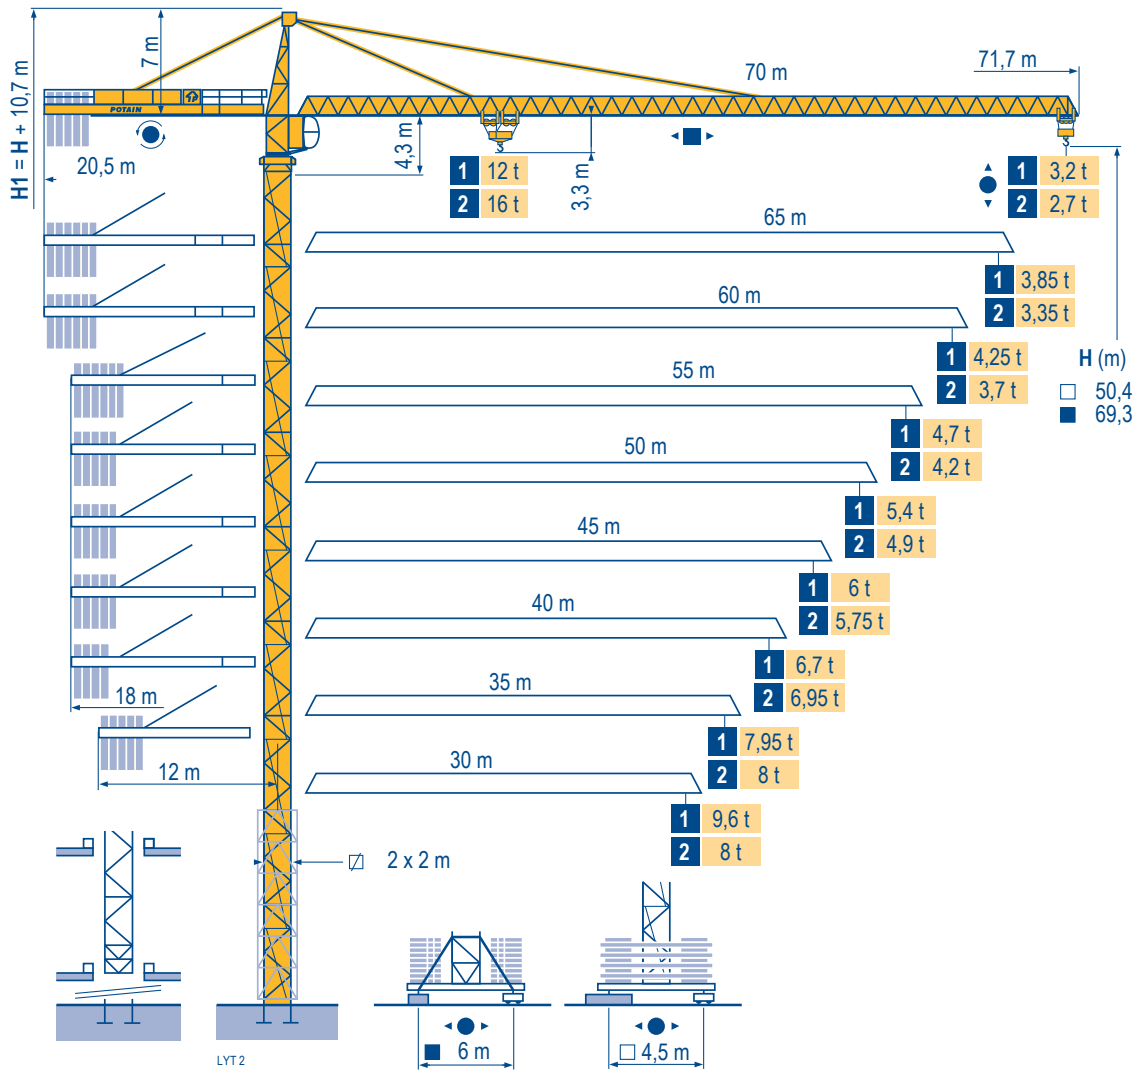 H1 = H + 10,7 m
7 m
70 m
71,7 m
POTAIN
20,5 m
4,3 m
3,3 m
1 12 t
2 16 t
1 3,2 t
2 2,7 t
65 m
1 3,85 t
2 3,35 t
60 m
1 4,25 t
2 3,7 t
H (m)
50,4
69,3
55 m
1 4,7 t
2 4,2 t
50 m
1 5,4 t
2 4,9 t
45 m
1 6 t
2 5,75 t
40 m
1 6,7 t
2 6,95 t
18 m
35 m
1 7,95 t
2 8 t
12 m
30 m
1 9,6 t
2 8 t
2 x 2 m
6 m
4,5 m
LYT 2